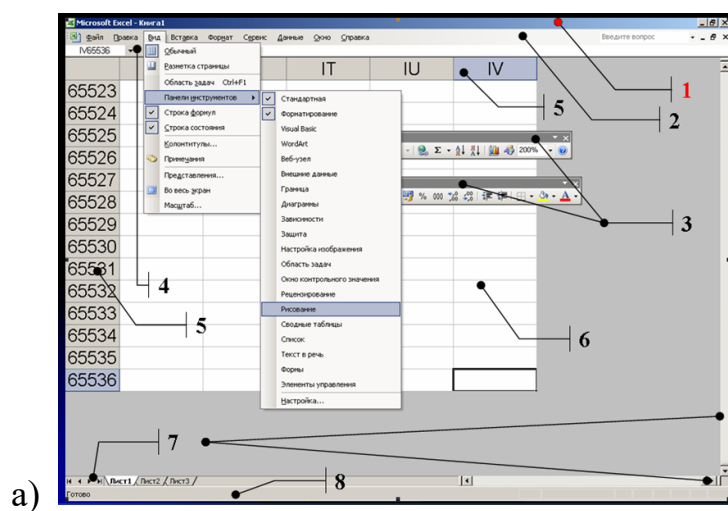 Microsoft Excel - Книга1
Файл Правка Вид Вставка Формат Сервис Данные Окно Справка
Введите вопрос
IV65536
Обычный
Разметка страницы
Область задач Ctrl+F1
Панели инструментов
Строка формул
Строка состояния
Колонтитулы...
Примечания
Представления...
Во весь экран
Масштаб...
Стандартная
Форматирование
Visual Basic
WordArt
Веб-узел
Внешние данные
Граница
Диаграммы
Зависимости
Защита
Настройка изображения
Область задач
Окно контрольного значения
Рецензирование
Рисование
Сводные таблицы
Список
Текст в речь
Формы
Элементы управления
Настройка...
IT IU IV
65523
65524
65525
65526
65527
65528
65529
65530
65531
65532
65533
65534
65535
65536
200%
% 000
1
2
5
3
4
5
6
7
8
Лист1 Лист2 Лист3
Готово
а)